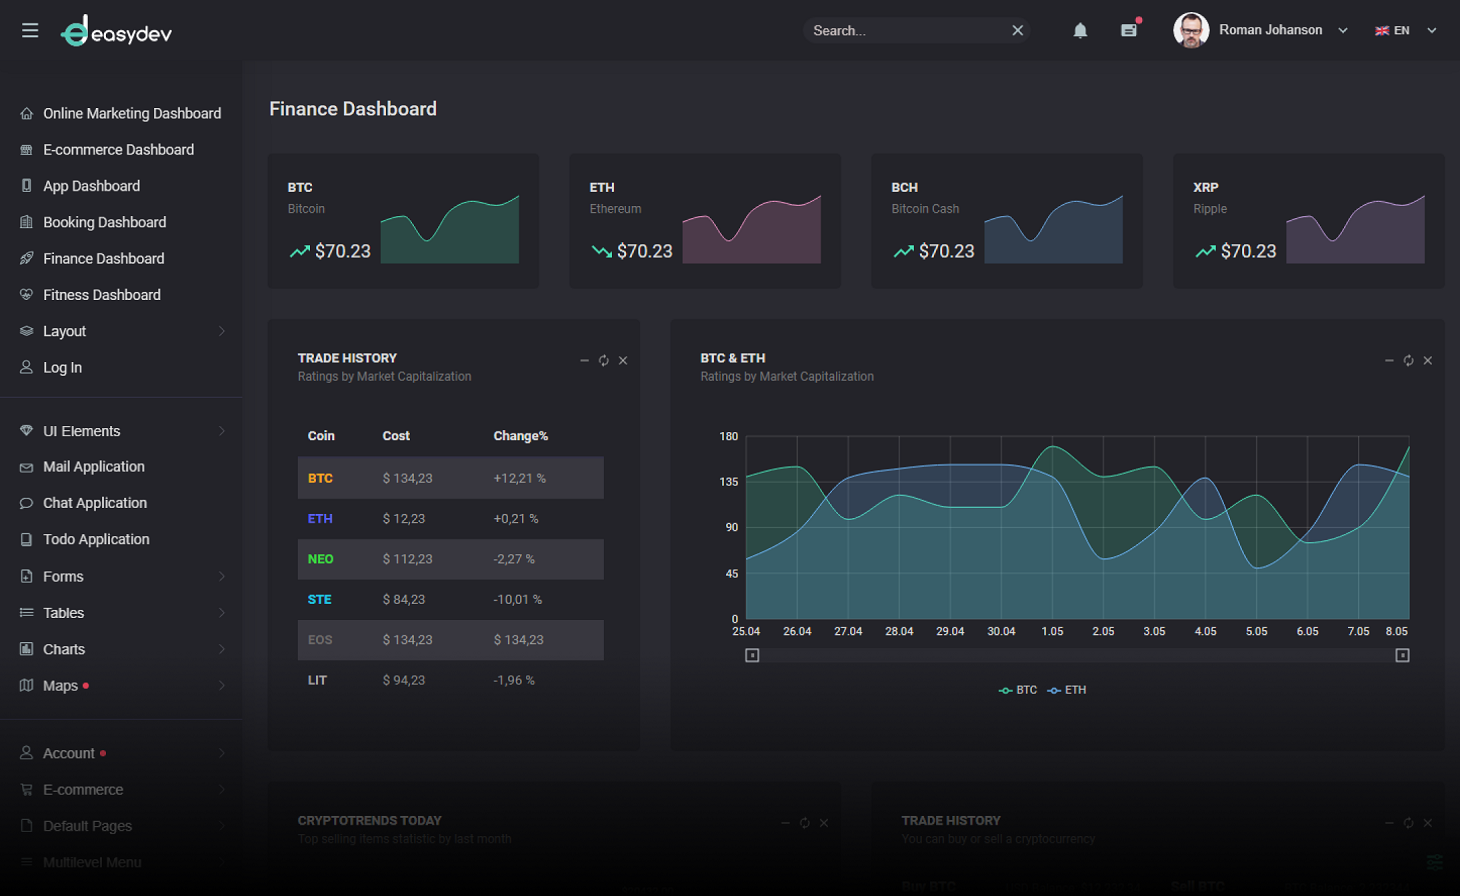 easydev
Search...
Roman Johanson
EN
Online Marketing Dashboard
E-commerce Dashboard
App Dashboard
Booking Dashboard
Finance Dashboard
Fitness Dashboard
Layout
Log In
UI Elements
Mail Application
Chat Application
Todo Application
Forms
Tables
Charts
Maps
Account
E-commerce
Default Pages
Multilevel Menu
Finance Dashboard
BTC
Bitcoin
$70.23
ETH
Ethereum
$70.23
BCH
Bitcoin Cash
$70.23
XRP
Ripple
$70.23
TRADE HISTORY
Ratings by Market Capitalization
Coin Cost Change%
BTC $ 134,23 +12,21 %
ETH $ 12,23 +0,21 %
NEO $ 112,23 -2,27 %
STE $ 84,23 -10,01 %
EOS $ 134,23 $ 134,23
LIT $ 94,23 -1,96 %
BTC & ETH
Ratings by Market Capitalization
180
135
90
45
0
25.04 26.04 27.04 28.04 29.04 30.04 1.05 2.05 3.05 4.05 5.05 6.05 7.05 8.05
BTC ETH
CRYPTOTRENDS TODAY
Top selling items statistic by last month
TRADE HISTORY
You can buy or sell a cryptocurrency
Buy BTC
Sell BTC